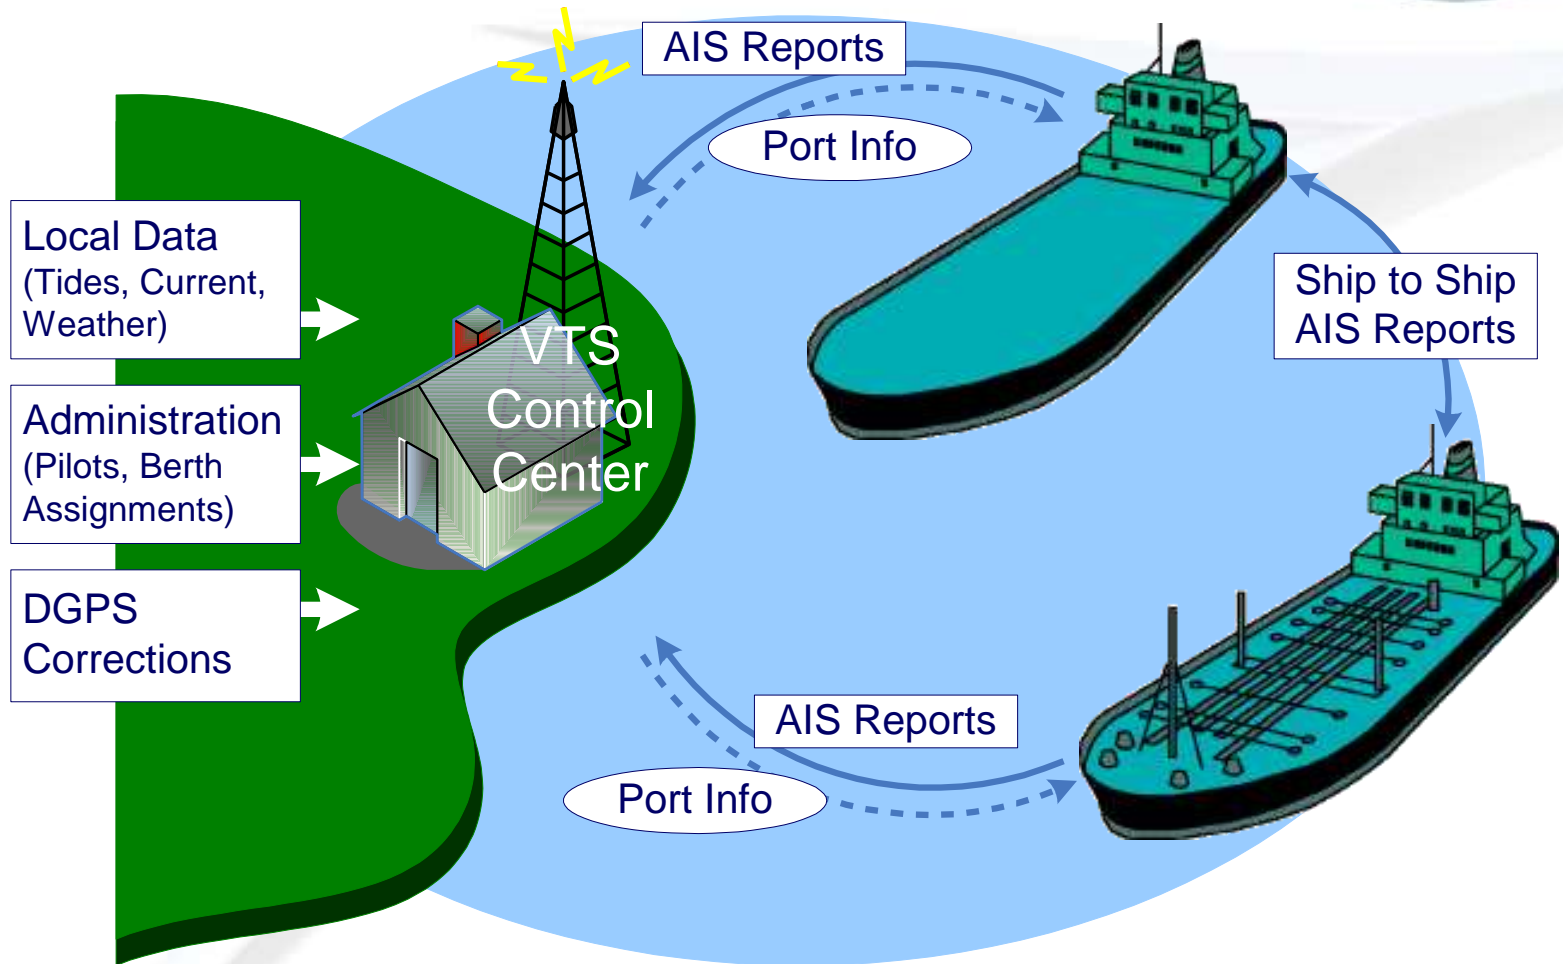 AIS Reports
Port Info
Local Data
(Tides, Current,
Weather)
Ship to Ship
AIS Reports
VTS
Control
Center
Administration
(Pilots, Berth
Assignments)
DGPS
Corrections
AIS Reports
Port Info